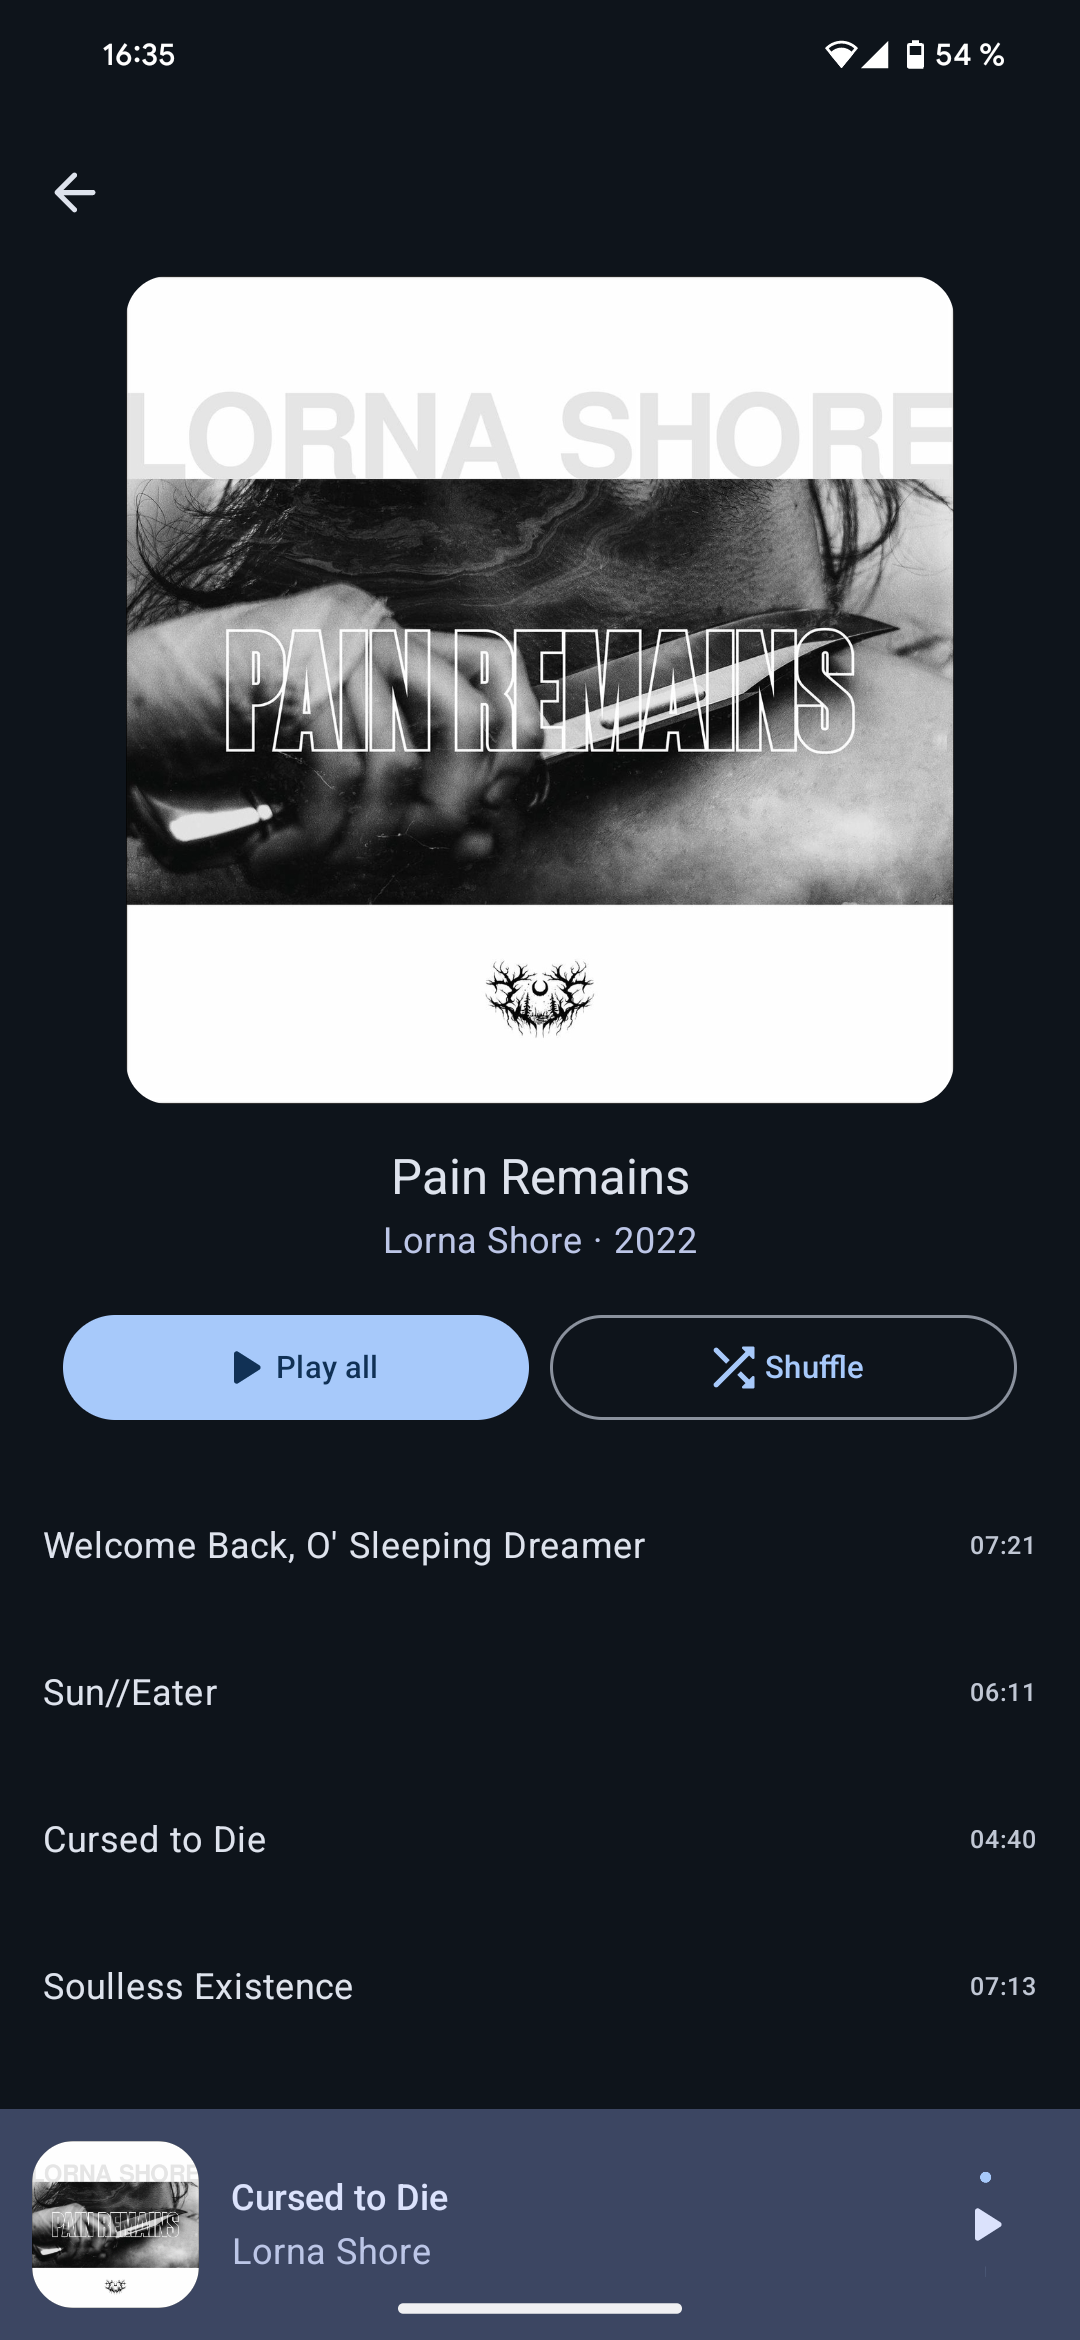 16:35
54 %
LORNA SHORE
PAIN REMAINS
Pain Remains
Lorna Shore · 2022
Play all
Shuffle
Welcome Back, O' Sleeping Dreamer
07:21
Sun//Eater
06:11
Cursed to Die
04:40
Soulless Existence
07:13
LORNA SHORE
PAIN REMAINS
Cursed to Die
Lorna Shore